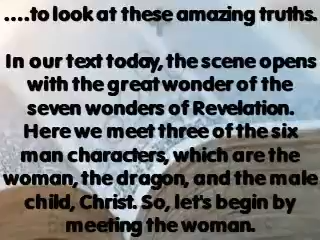 ....to look at these amazing truths.
In our text today, the scene opens
with the great wonder of the
seven wonders of Revelation.
Here we meet three of the six
man characters, which are the
woman, the dragon, and the male
child, Christ. So, let's begin by
meeting the woman.